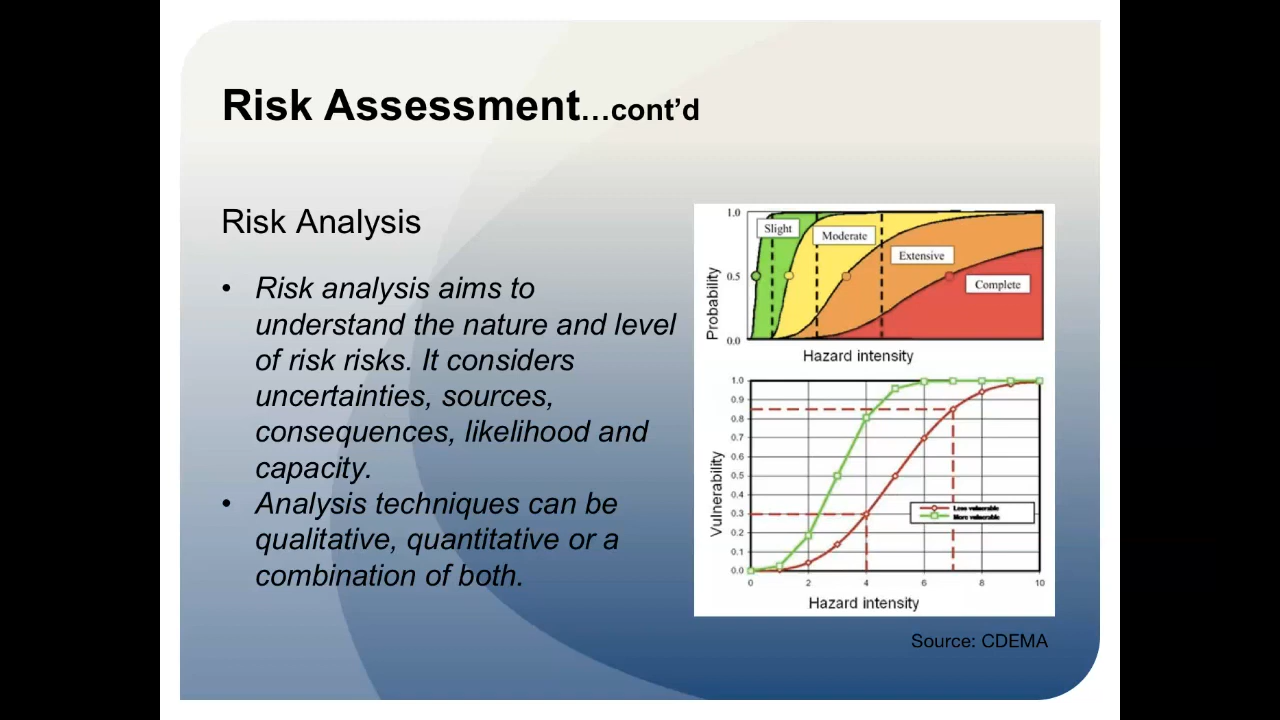 Risk Assessment…cont’d
Risk Analysis
• Risk analysis aims to
understand the nature and level
of risk risks. It considers
uncertainties, sources,
consequences, likelihood and
capacity.
• Analysis techniques can be
qualitative, quantitative or a
combination of both.
1.0
Slight
Moderate
Extensive
Complete
Probability
0.5
0.0
Hazard intensity
1.0
0.9
0.8
0.7
0.6
0.5
0.4
0.3
0.2
0.1
0.0
Vulnerability
Less vulnerable
More vulnerable
0 2 4 6 8 10
Hazard intensity
Source: CDEMA